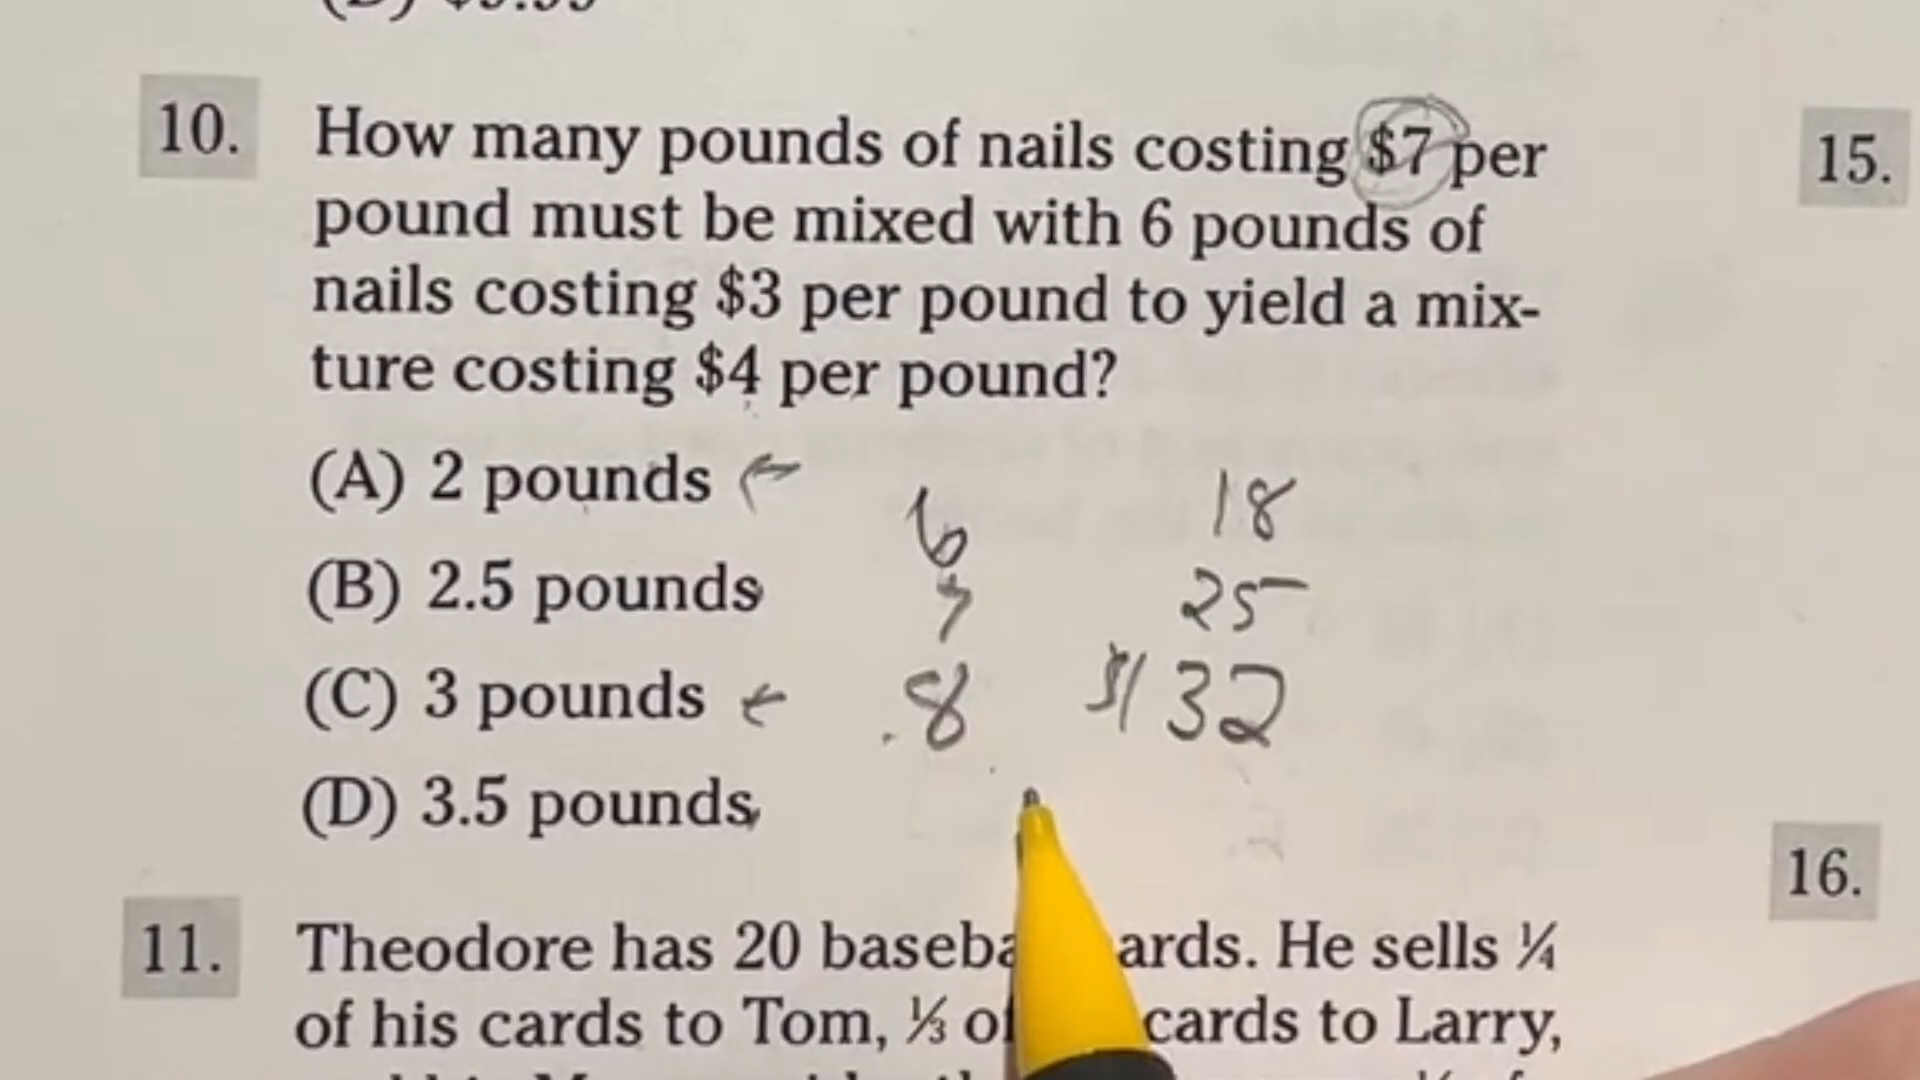 10. How many pounds of nails costing $7 per
pound must be mixed with 6 pounds of
nails costing $3 per pound to yield a mix-
ture costing $4 per pound?
(A) 2 pounds
(B) 2.5 pounds
(C) 3 pounds
(D) 3.5 pounds
6 18
7 25
8 $32
11. Theodore has 20 baseba ards. He sells ¼
of his cards to Tom, ⅓ of cards to Larry,
15.
16.